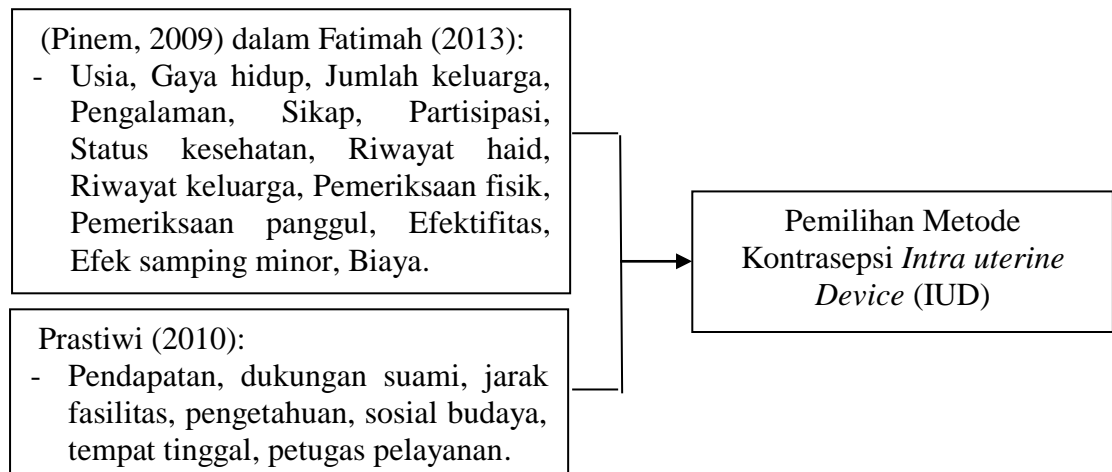 (Pinem, 2009) dalam Fatimah (2013):
- Usia, Gaya hidup, Jumlah keluarga,
Pengalaman, Sikap, Partisipasi,
Status kesehatan, Riwayat haid,
Riwayat keluarga, Pemeriksaan fisik,
Pemeriksaan panggul, Efektifitas,
Efek samping minor, Biaya.
Prastiwi (2010):
- Pendapatan, dukungan suami, jarak
fasilitas, pengetahuan, sosial budaya,
tempat tinggal, petugas pelayanan.
Pemilihan Metode
Kontrasepsi Intra uterine
Device (IUD)